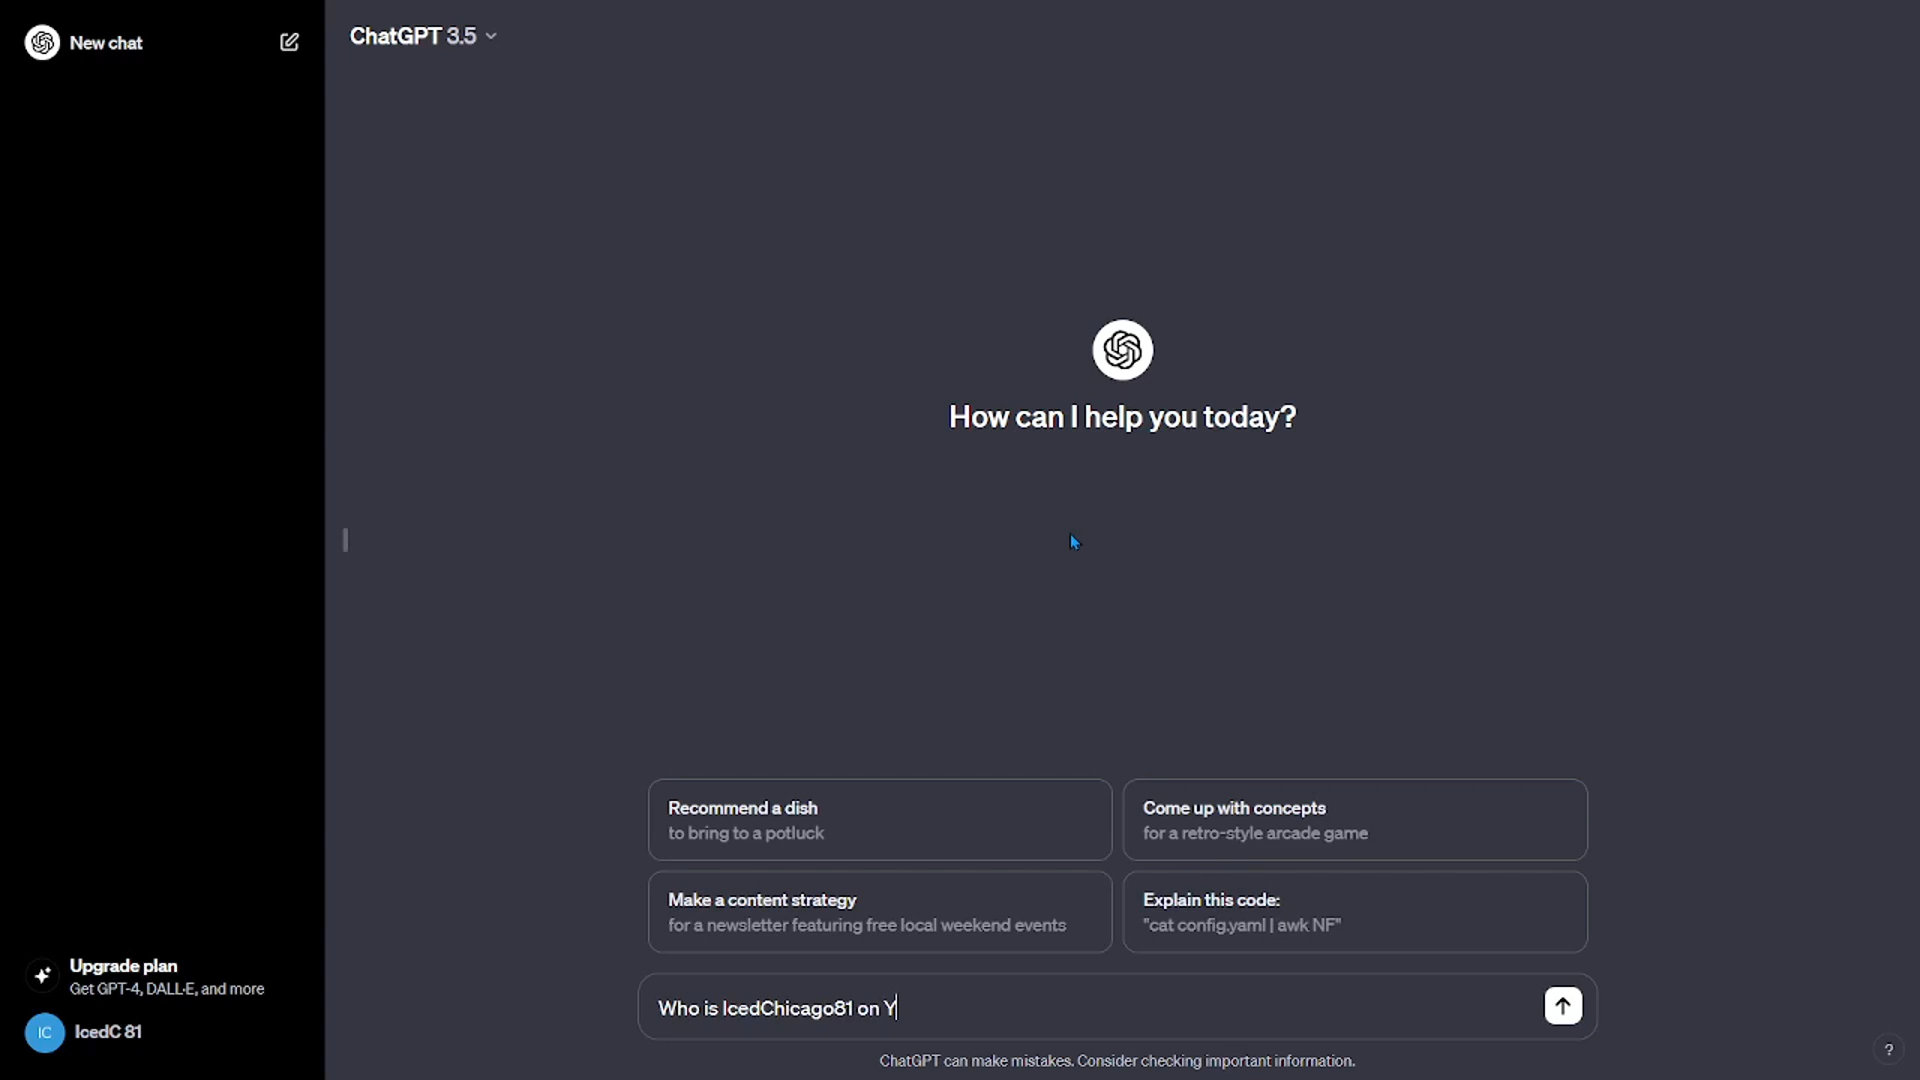 New chat
ChatGPT 3.5
How can I help you today?
Recommend a dish
to bring to a potluck
Come up with concepts
for a retro-style arcade game
Make a content strategy
for a newsletter featuring free local weekend events
Explain this code:
"cat config.yaml | awk NF"
Upgrade plan
Get GPT-4, DALL·E, and more
IC
IcedC 81
Who is IcedChicago81 on Y
ChatGPT can make mistakes. Consider checking important information.
?